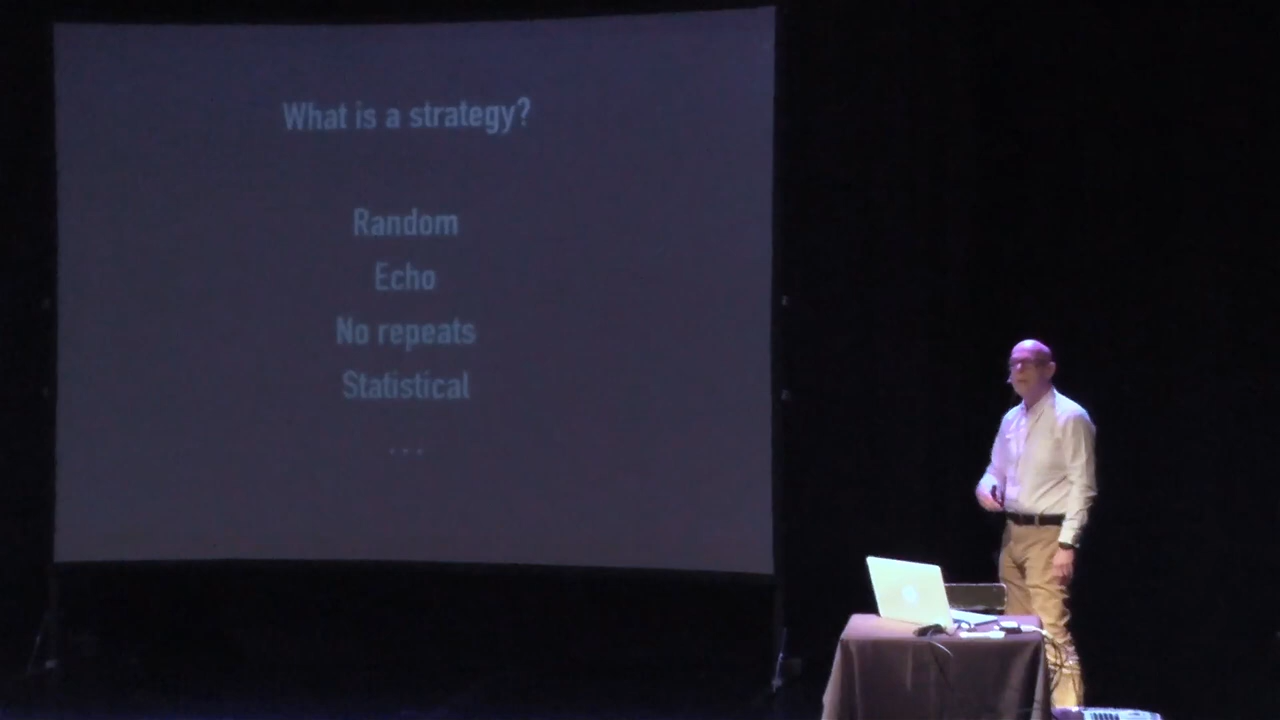 What is a strategy?
Random
Echo
No repeats
Statistical
...